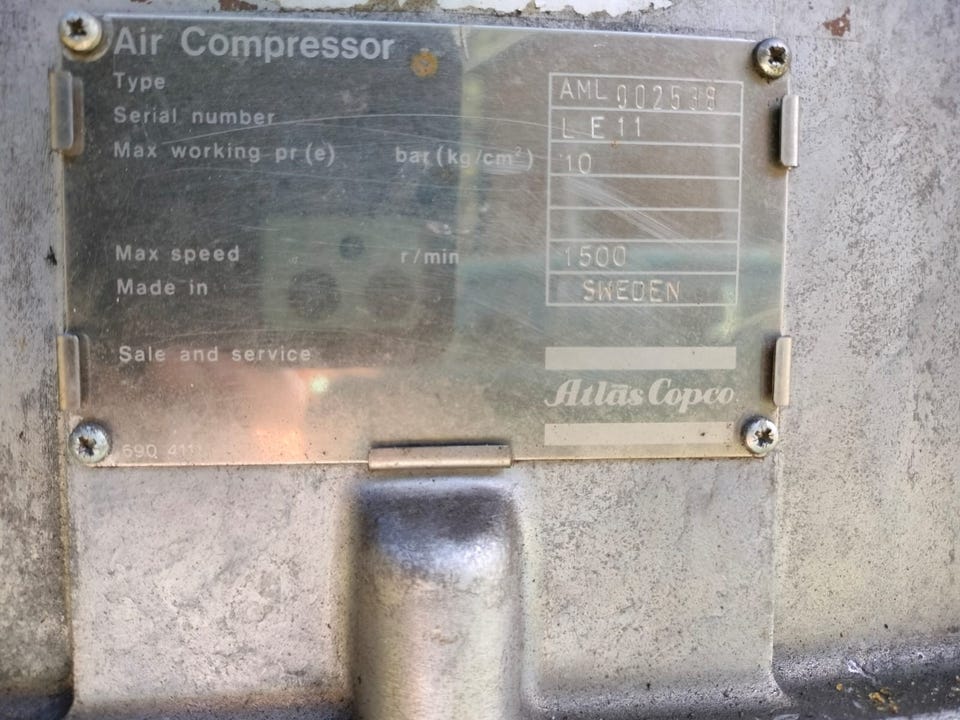 Air Compressor
Type AML 002538
Serial number L E 11
Max working pr (e) bar (kg/cm²) 10
Max speed r/min 1500
Made in SWEDEN
Sale and service
Atlas Copco